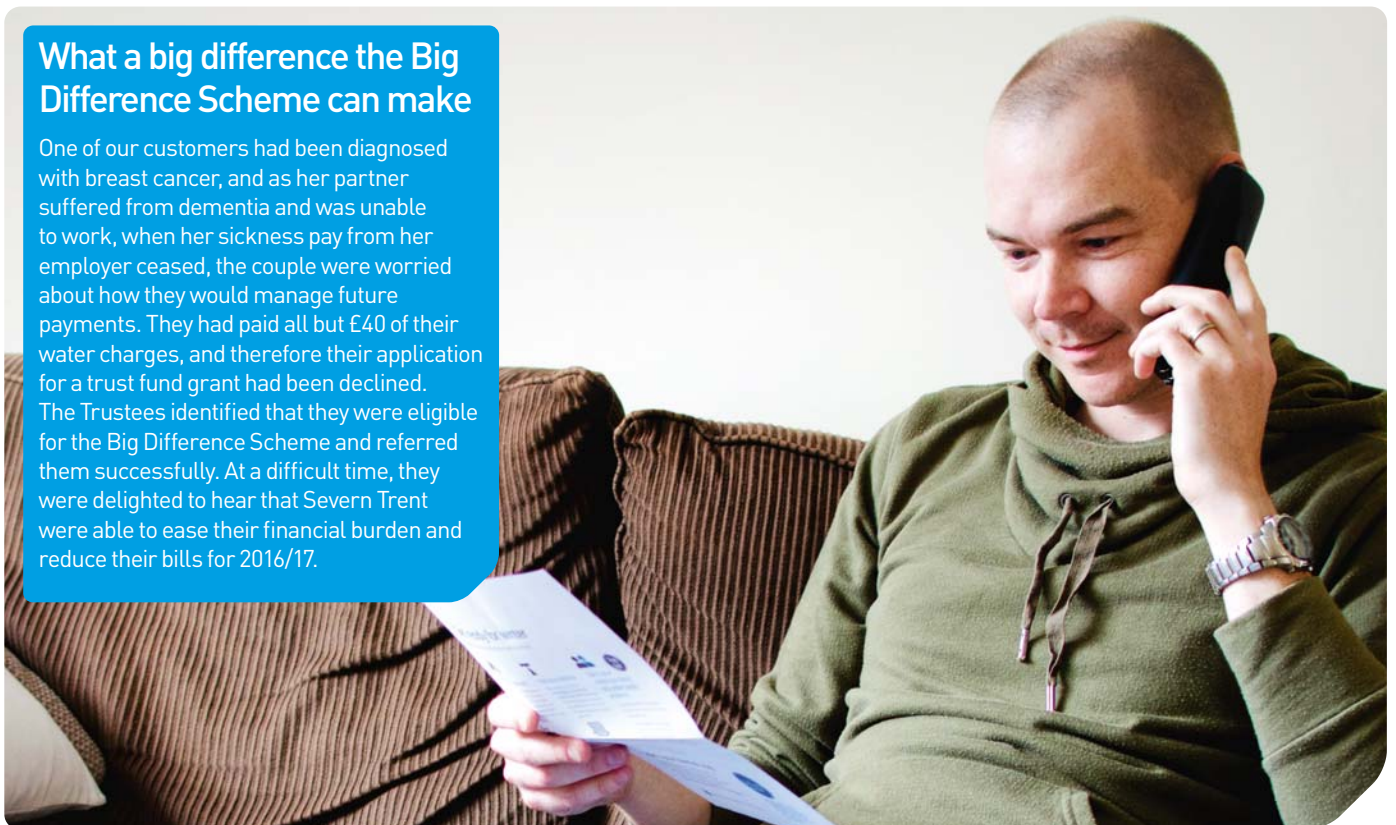 What a big difference the Big
Difference Scheme can make
One of our customers had been diagnosed
with breast cancer, and as her partner
suffered from dementia and was unable
to work, when her sickness pay from her
employer ceased, the couple were worried
about how they would manage future
payments. They had paid all but £40 of their
water charges, and therefore their application
for a trust fund grant had been declined.
The Trustees identified that they were eligible
for the Big Difference Scheme and referred
them successfully. At a difficult time, they
were delighted to hear that Severn Trent
were able to ease their financial burden and
reduce their bills for 2016/17.